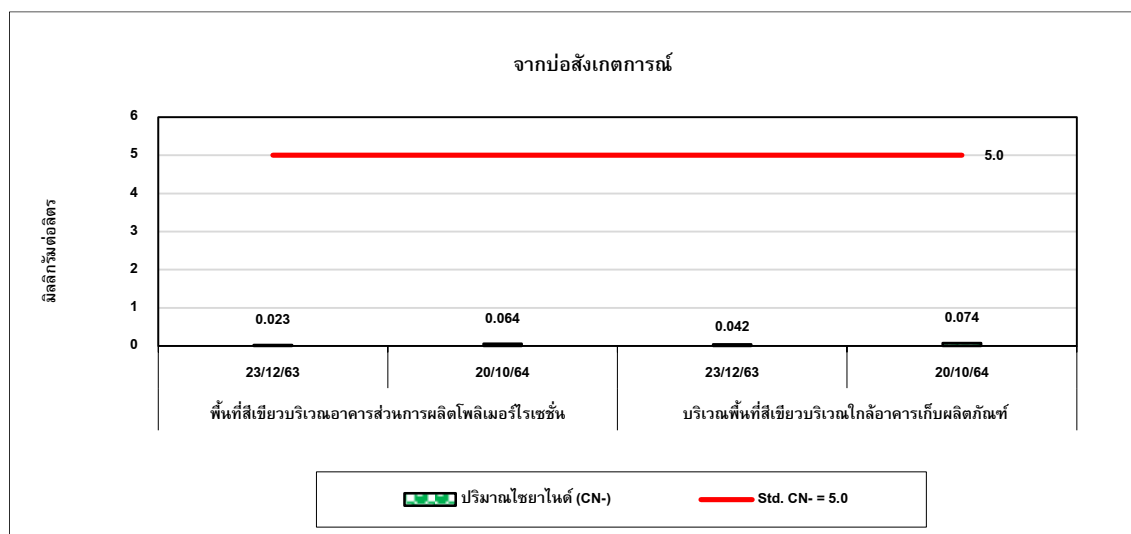 จากบ่อสังเกตการณ์
มิลลิกรัมต่อลิตร
6
5
4
3
2
1
0
5.0
0.023
0.064
0.042
0.074
23/12/63
20/10/64
23/12/63
20/10/64
พื้นที่สีเขียวบริเวณอาคารส่วนการผลิตโพลิเมอร์ไรเซชั่น
บริเวณพื้นที่สีเขียวบริเวณใกล้อาคารเก็บผลิตภัณฑ์
ปริมาณไซยาไนด์ (CN-)
Std. CN- = 5.0